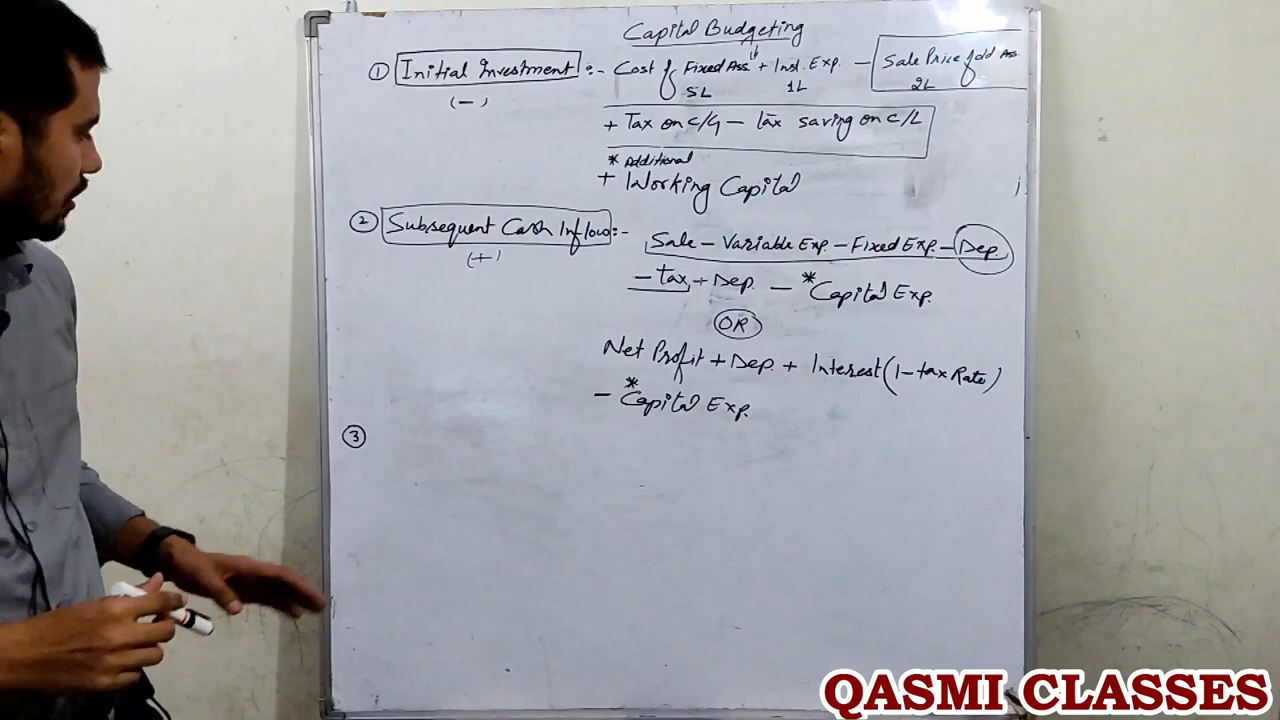 Capital Budgeting
① Initial Investment :- Cost of Fixed Ass + Inst. Exp. - Sale Price of old Ass
5L 1L 2L
(-)
+ Tax on C/G - tax saving on C/L
* Additional
+ Working Capital
② Subsequent Cash Inflow :- Sale - Variable Exp - Fixed Exp. - Dep.
(+)
- tax + Dep. - *Capital Exp.
OR
Net Profit + Dep. + Interest (1 - tax Rate)
- *Capital Exp.
③
QASMI CLASSES